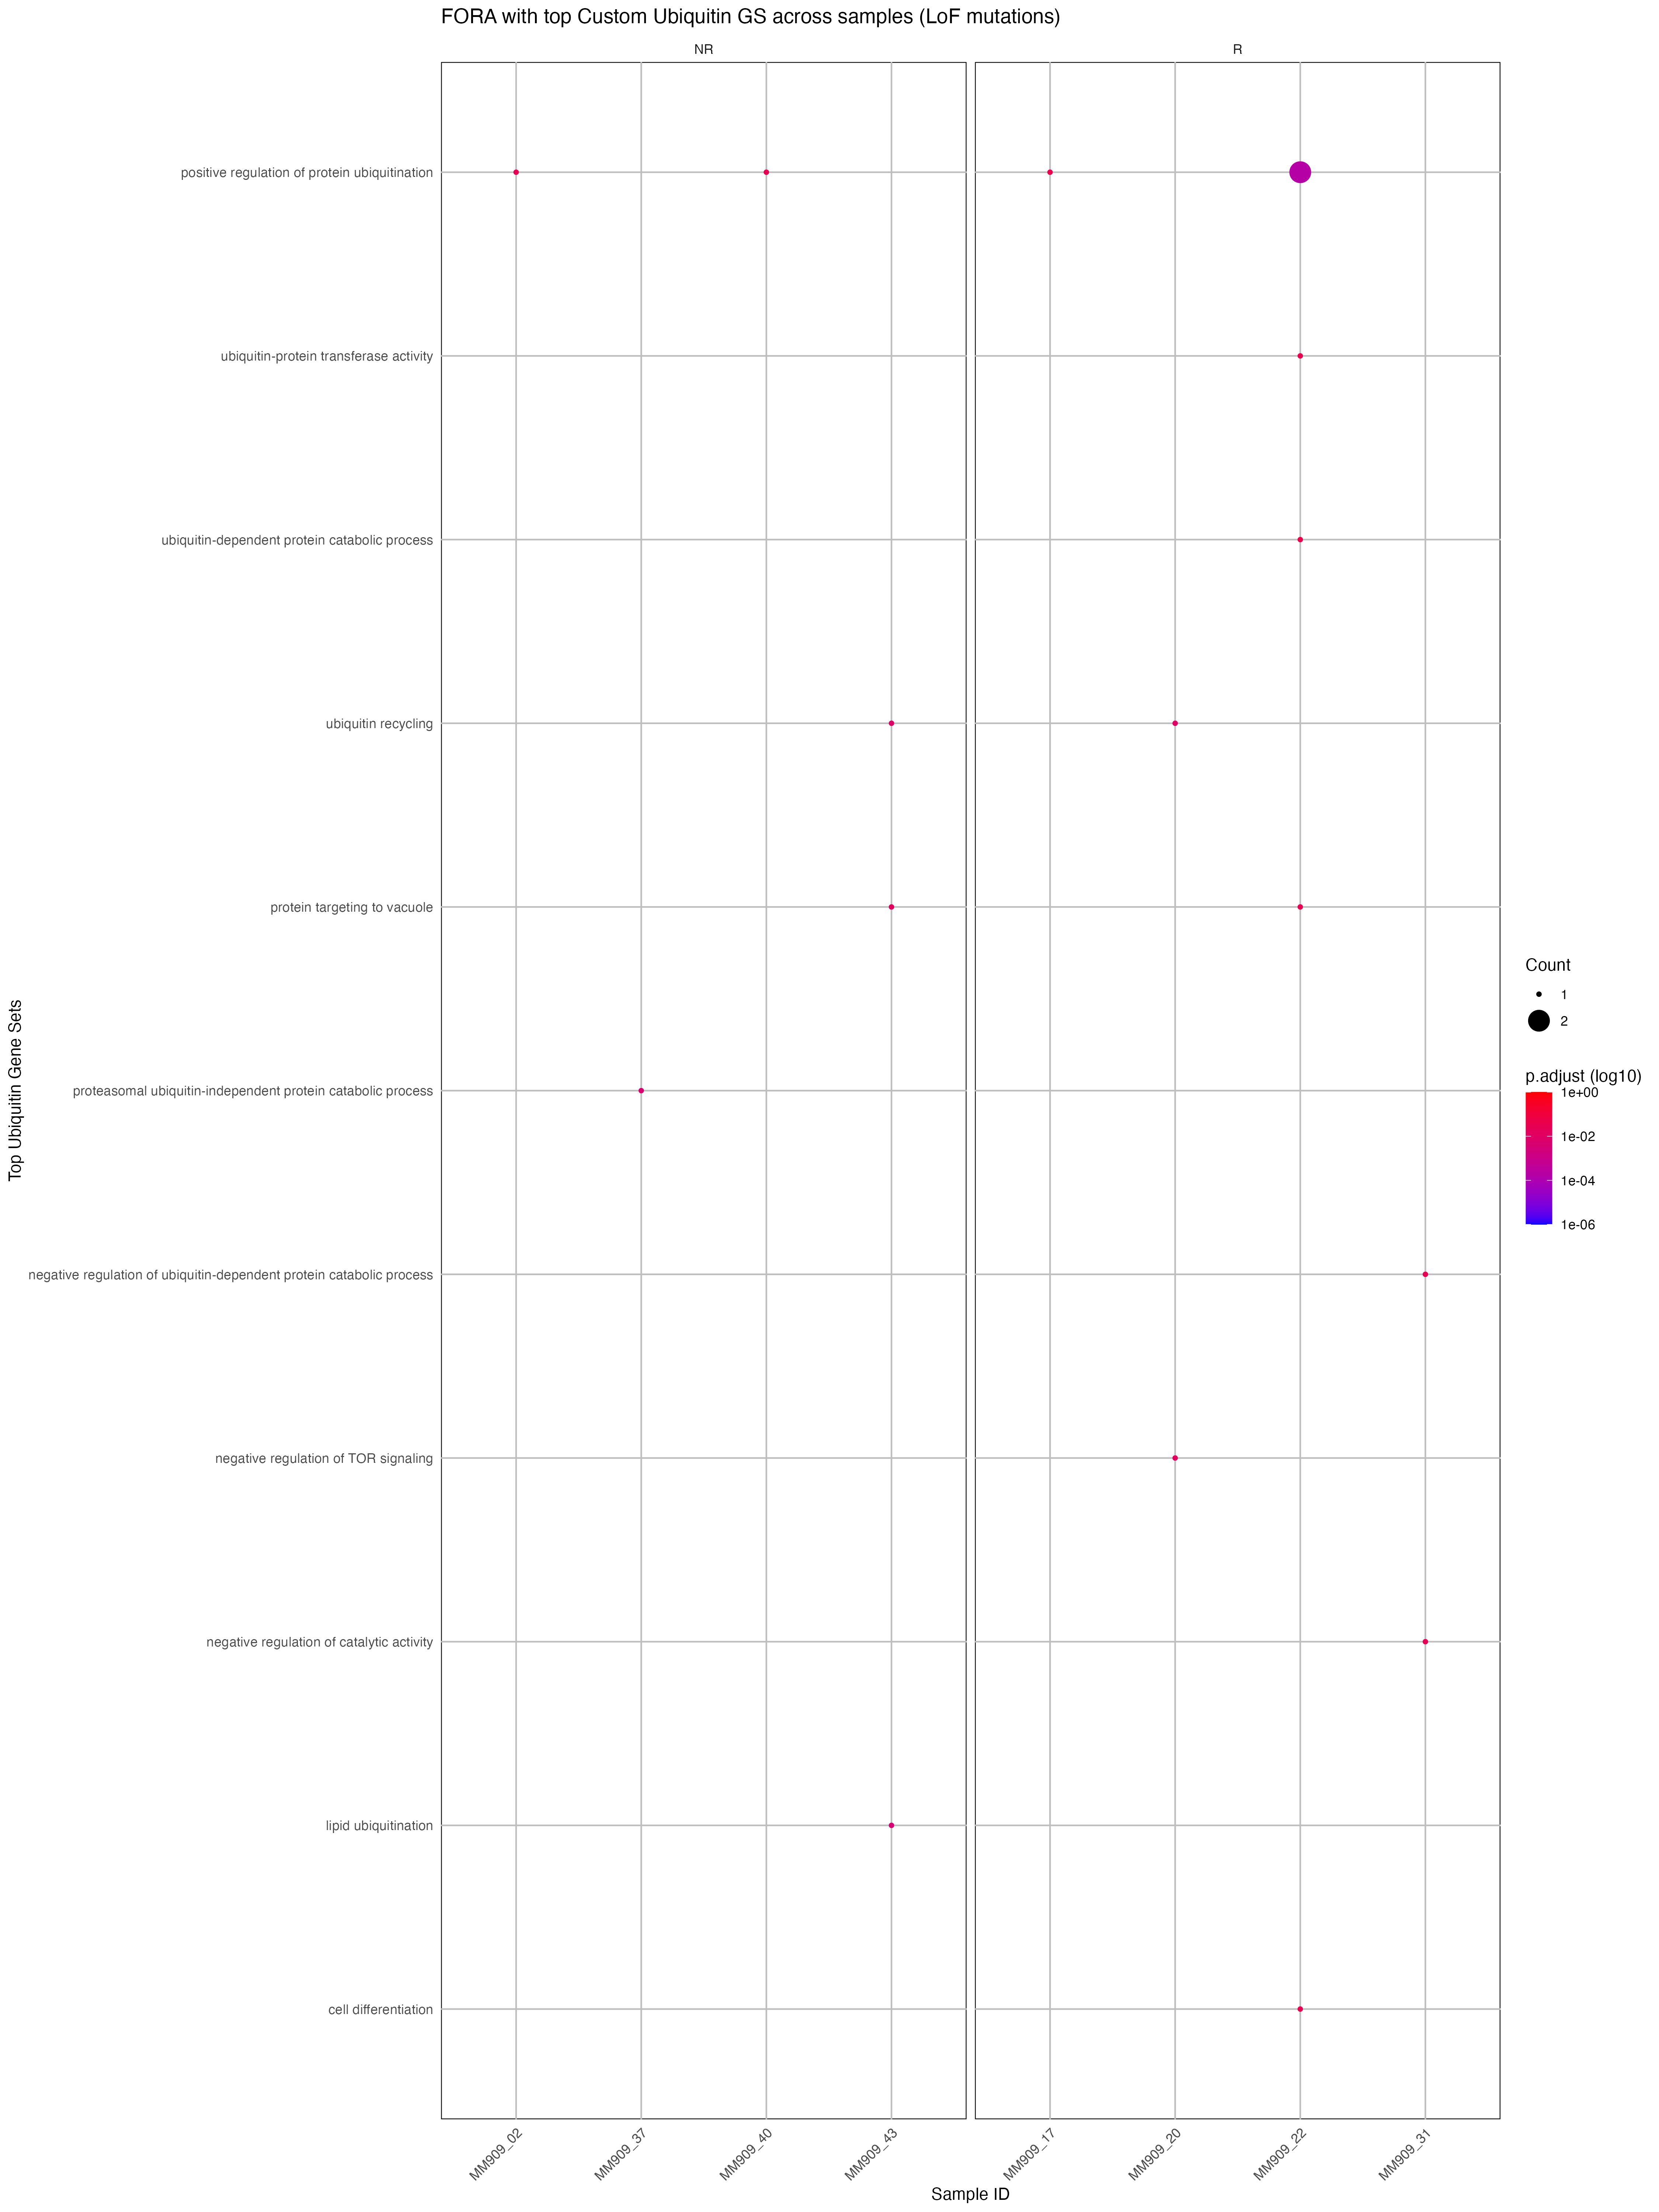 FORA with top Custom Ubiquitin GS across samples (LoF mutations)
NR
R
positive regulation of protein ubiquitination
ubiquitin-protein transferase activity
ubiquitin-dependent protein catabolic process
ubiquitin recycling
protein targeting to vacuole
proteasomal ubiquitin-independent protein catabolic process
negative regulation of ubiquitin-dependent protein catabolic process
negative regulation of TOR signaling
negative regulation of catalytic activity
lipid ubiquitination
cell differentiation
Top Ubiquitin Gene Sets
MM909_02
MM909_37
MM909_40
MM909_43
MM909_17
MM909_20
MM909_22
MM909_31
Sample ID
Count
1
2
p.adjust (log10)
1e+00
1e-02
1e-04
1e-06